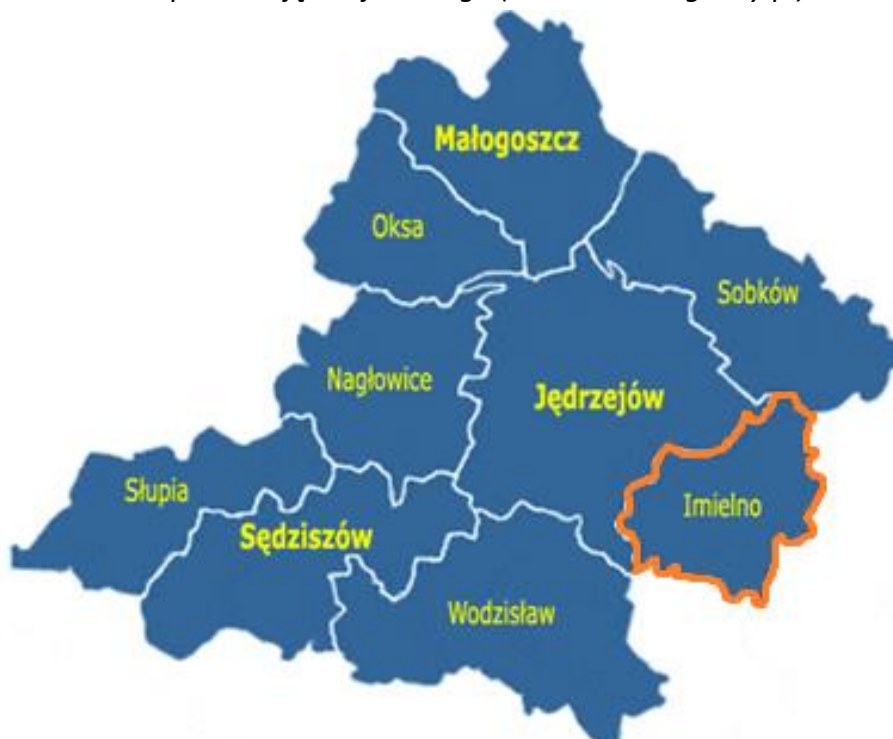 Małogoszcz
Oksa
Sobków
Nagłowice
Jędrzejów
Słupia
Imielno
Sędziszów
Wodzisław